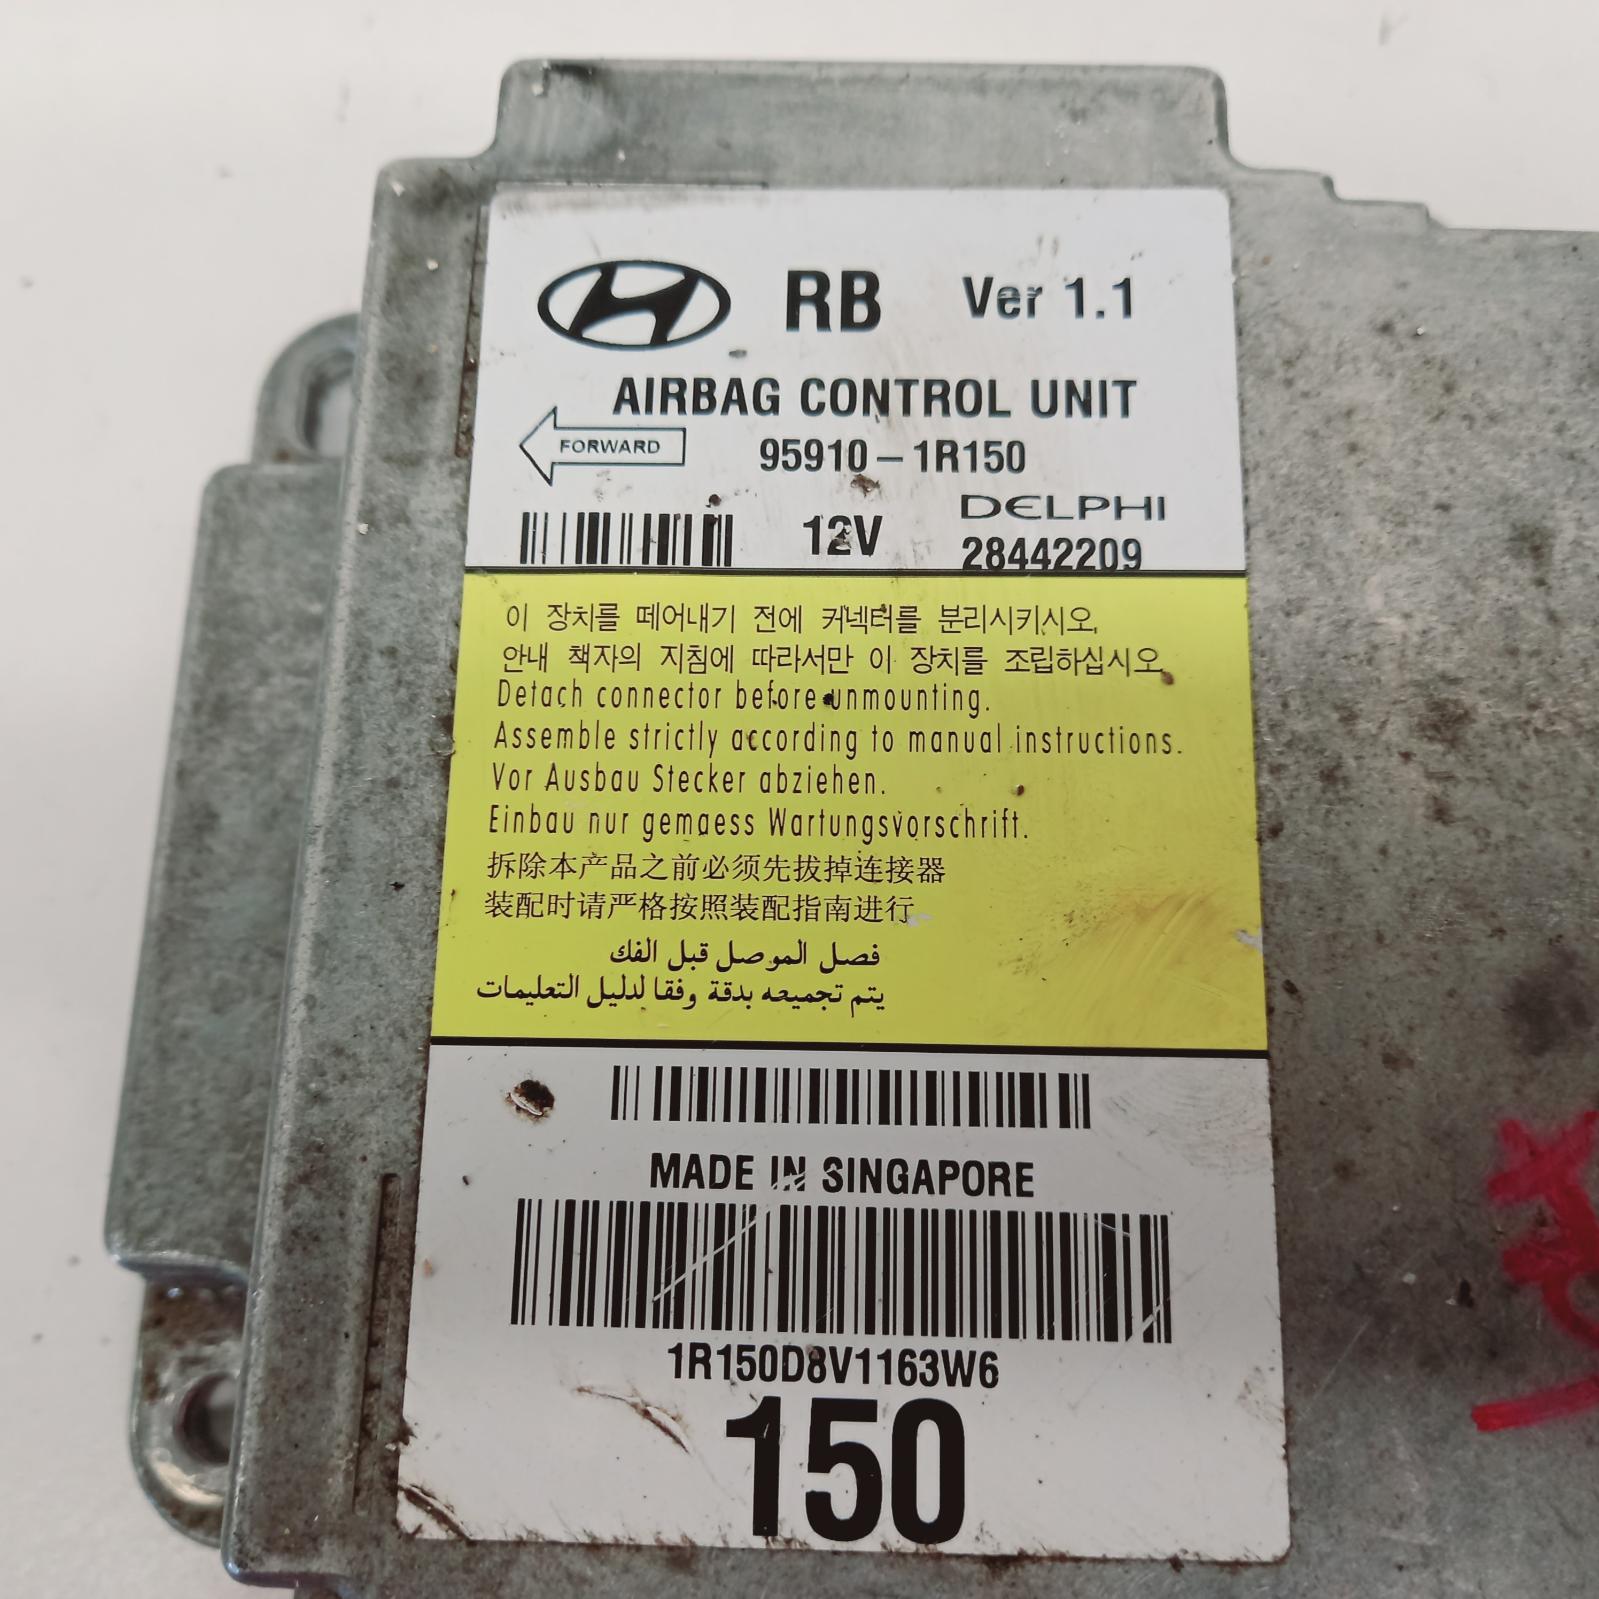 RB Ver 1.1
AIRBAG CONTROL UNIT
FORWARD 95910-1R150
12V DELPHI
28442209
이 장치를 떼어내기 전에 커넥터를 분리시키시오.
안내 책자의 지침에 따라서만 이 장치를 조립하십시오.
Detach connector before unmounting.
Assemble strictly according to manual instructions.
Vor Ausbau Stecker abziehen.
Einbau nur gemaess Wartungsvorschrift.
拆除本产品之前必须先拔掉连接器
装配时请严格按照装配指南进行
فصل الموصل قبل الفك
يتم تجميعه بدقة وفقا لدليل التعليمات
MADE IN SINGAPORE
1R150D8V1163W6
150